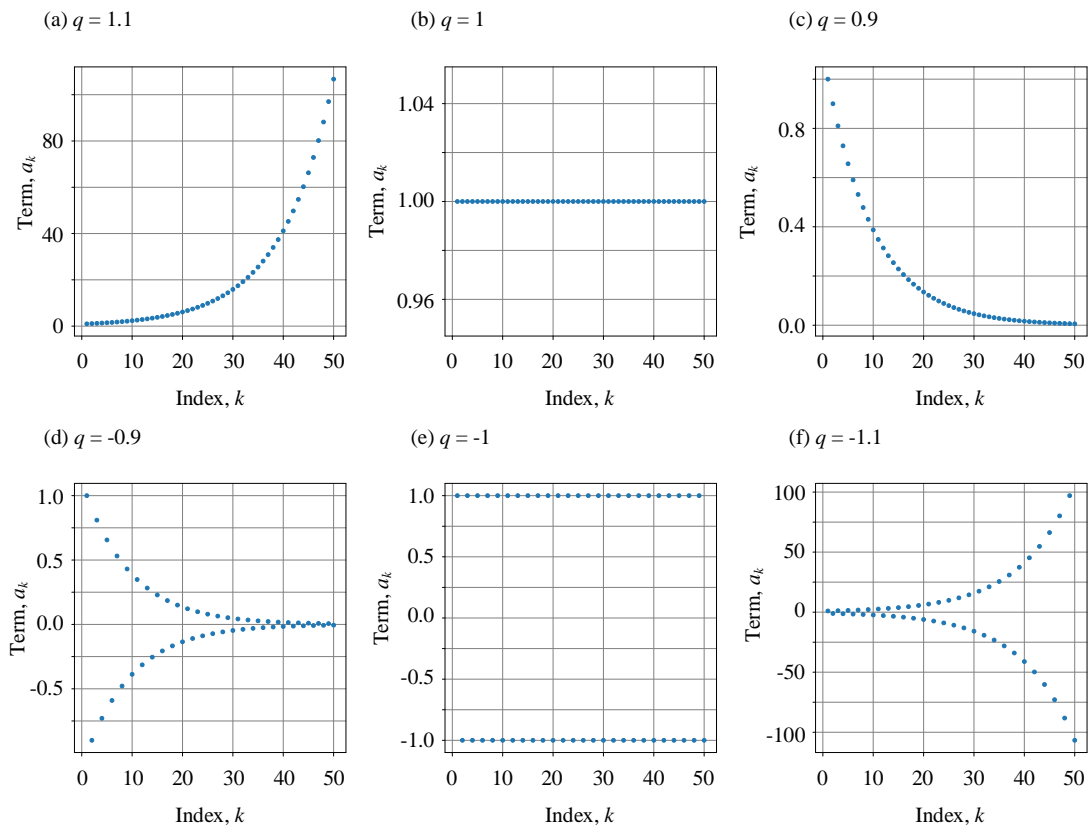 (a) q = 1.1
(b) q = 1
(c) q = 0.9
Term, a_k
80
40
0
0 10 20 30 40 50
Index, k
Term, a_k
1.04
1.00
0.96
0 10 20 30 40 50
Index, k
Term, a_k
0.8
0.4
0.0
0 10 20 30 40 50
Index, k
(d) q = -0.9
(e) q = -1
(f) q = -1.1
Term, a_k
1.0
0.5
0.0
-0.5
0 10 20 30 40 50
Index, k
Term, a_k
1.0
0.5
0.0
-0.5
-1.0
0 10 20 30 40 50
Index, k
Term, a_k
100
50
0
-50
-100
0 10 20 30 40 50
Index, k